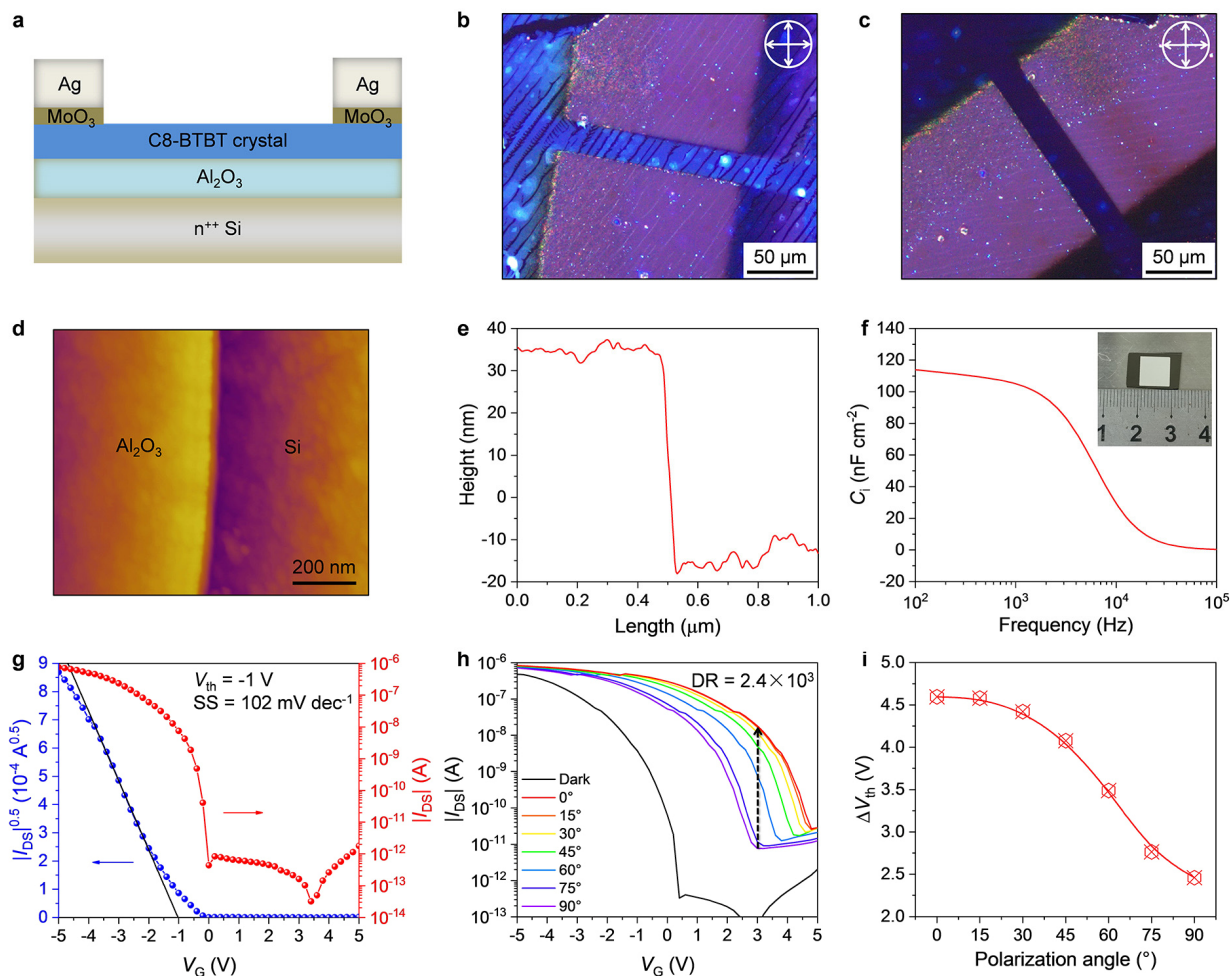 a
Ag
Ag
MoO3
MoO3
C8-BTBT crystal
Al2O3
n++ Si
b
50 μm
c
50 μm
d
Al2O3
Si
200 nm
e
40
30
20
10
0
-10
-20
Height (nm)
0.0 0.2 0.4 0.6 0.8 1.0
Length (μm)
f
140
120
100
80
60
40
20
0
-20
Ci (nF cm-2)
1 2 3 4
10^2 10^3 10^4 10^5
Frequency (Hz)
g
9
8
7
6
5
4
3
2
1
0
|IDS|^0.5 (10^-4 A^0.5)
Vth = -1 V
SS = 102 mV dec-1
10^-6
10^-7
10^-8
10^-9
10^-10
10^-11
10^-12
10^-13
10^-14
|IDS| (A)
-5 -4 -3 -2 -1 0 1 2 3 4 5
VG (V)
h
10^-6
10^-7
10^-8
10^-9
10^-10
10^-11
10^-12
10^-13
|IDS| (A)
DR = 2.4×10^3
Dark
0°
15°
30°
45°
60°
75°
90°
-5 -4 -3 -2 -1 0 1 2 3 4 5
VG (V)
i
5.0
4.5
4.0
3.5
3.0
2.5
2.0
ΔVth (V)
0 15 30 45 60 75 90
Polarization angle (°)